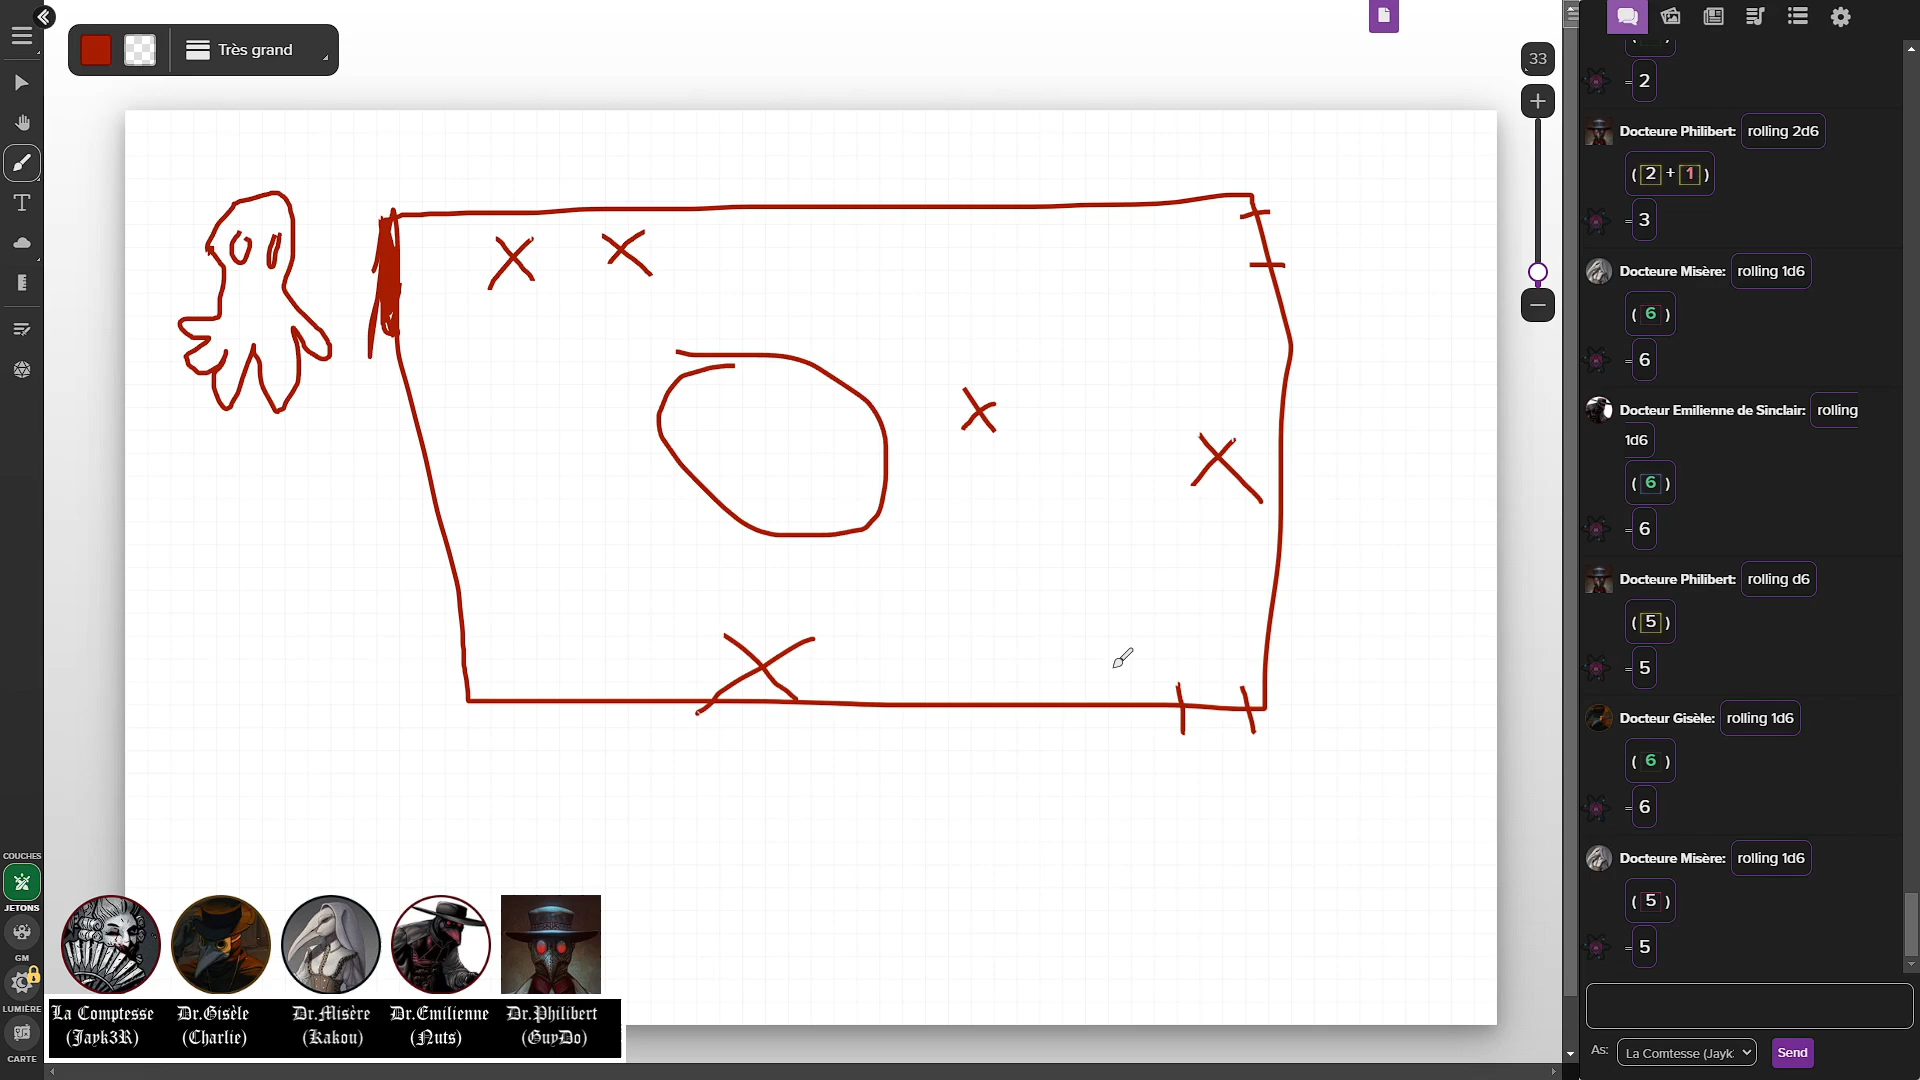 Très grand
33
COUCHES
JETONS
GM
LUMIÈRE
CARTE
La Comptesse
(Jayk3R)
Dr.Gisèle
(Charlie)
Dr.Misère
(Kakou)
Dr.Emilienne
(Nuts)
Dr.Philibert
(GuyDo)
=2
Docteure Philibert: rolling 2d6
(2+1)
=3
Docteure Misère: rolling 1d6
(6)
=6
Docteur Emilienne de Sinclair: rolling
1d6
(6)
=6
Docteure Philibert: rolling d6
(5)
=5
Docteur Gisèle: rolling 1d6
(6)
=6
Docteure Misère: rolling 1d6
(5)
=5
As: La Comtesse (Jayk Send